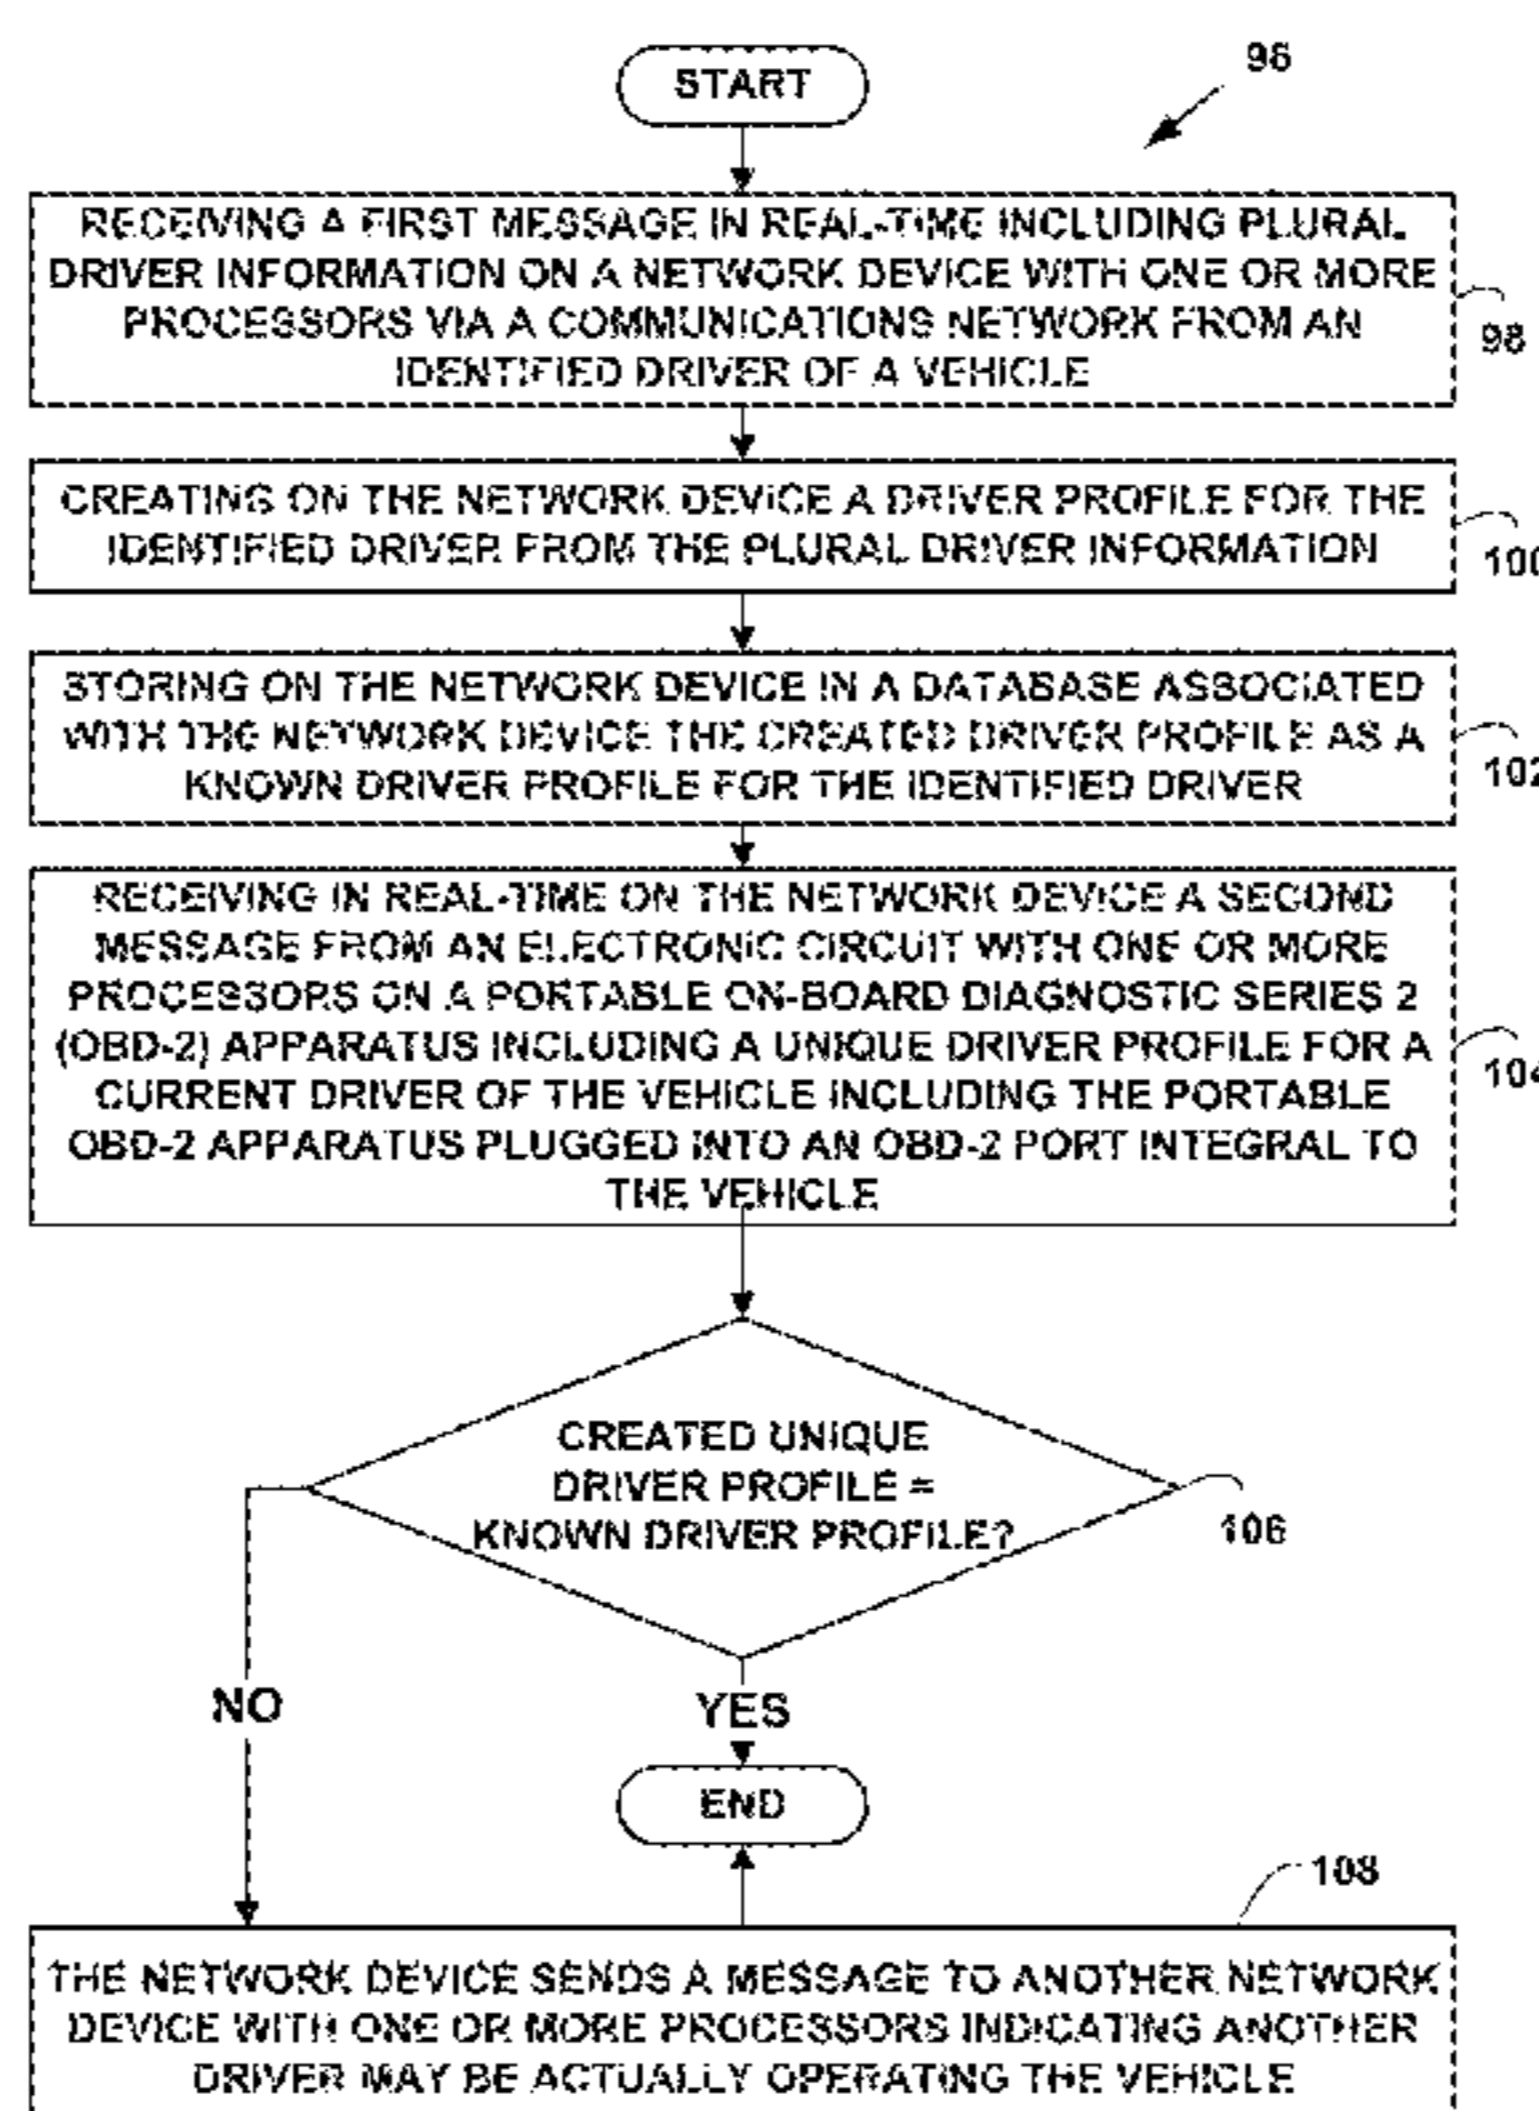 START
96
RECEIVING A FIRST MESSAGE IN REAL-TIME INCLUDING PLURAL
DRIVER INFORMATION ON A NETWORK DEVICE WITH ONE OR MORE
PROCESSORS VIA A COMMUNICATIONS NETWORK FROM AN
IDENTIFIED DRIVER OF A VEHICLE
98
CREATING ON THE NETWORK DEVICE A DRIVER PROFILE FOR THE
IDENTIFIED DRIVER FROM THE PLURAL DRIVER INFORMATION
100
STORING ON THE NETWORK DEVICE IN A DATABASE ASSOCIATED
WITH THE NETWORK DEVICE THE CREATED DRIVER PROFILE AS A
KNOWN DRIVER PROFILE FOR THE IDENTIFIED DRIVER
102
RECEIVING IN REAL-TIME ON THE NETWORK DEVICE A SECOND
MESSAGE FROM AN ELECTRONIC CIRCUIT WITH ONE OR MORE
PROCESSORS ON A PORTABLE ON-BOARD DIAGNOSTIC SERIES 2
(OBD-2) APPARATUS INCLUDING A UNIQUE DRIVER PROFILE FOR A
CURRENT DRIVER OF THE VEHICLE INCLUDING THE PORTABLE
OBD-2 APPARATUS PLUGGED INTO AN OBD-2 PORT INTEGRAL TO
THE VEHICLE
104
CREATED UNIQUE
DRIVER PROFILE =
KNOWN DRIVER PROFILE?
106
NO
YES
END
108
THE NETWORK DEVICE SENDS A MESSAGE TO ANOTHER NETWORK
DEVICE WITH ONE OR MORE PROCESSORS INDICATING ANOTHER
DRIVER MAY BE ACTUALLY OPERATING THE VEHICLE